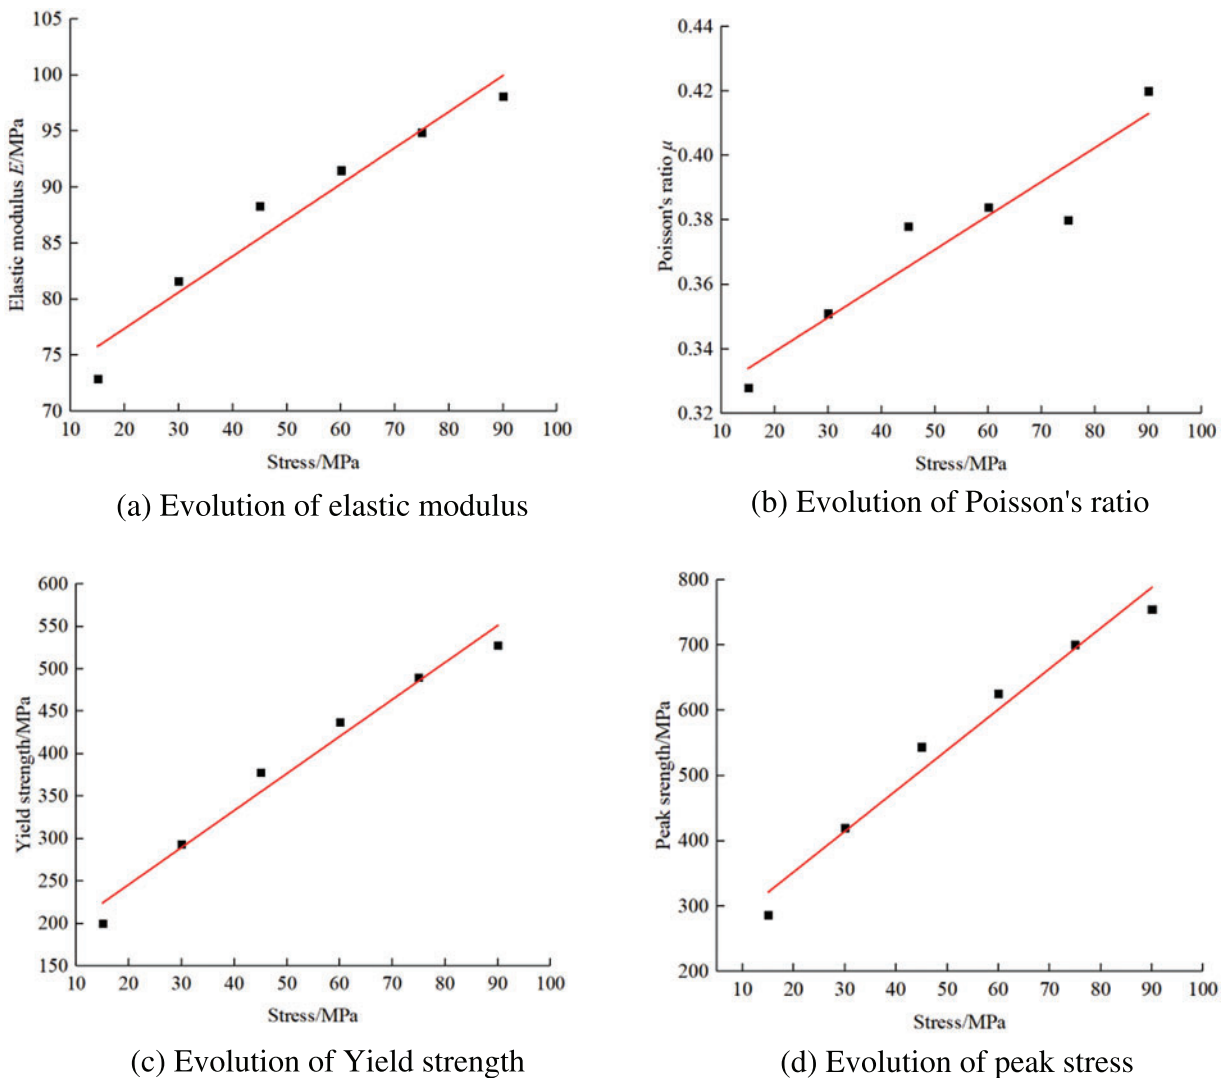 105
100
95
90
85
80
75
70
Elastic modulus E/MPa
10 20 30 40 50 60 70 80 90 100
Stress/MPa
(a) Evolution of elastic modulus
0.44
0.42
0.40
0.38
0.36
0.34
0.32
Poisson's ratio μ
10 20 30 40 50 60 70 80 90 100
Stress/MPa
(b) Evolution of Poisson's ratio
600
550
500
450
400
350
300
250
200
150
Yield strength/MPa
10 20 30 40 50 60 70 80 90 100
Stress/MPa
(c) Evolution of Yield strength
800
700
600
500
400
300
200
Peak srength/MPa
10 20 30 40 50 60 70 80 90 100
Stress/MPa
(d) Evolution of peak stress